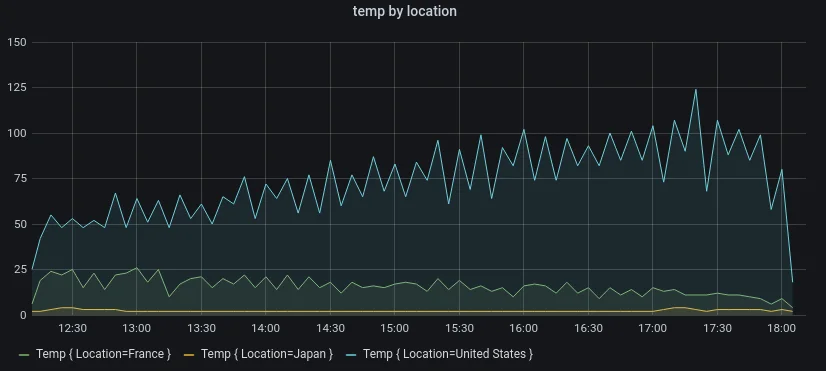 temp by location
150
125
100
75
50
25
0
12:30 13:00 13:30 14:00 14:30 15:00 15:30 16:00 16:30 17:00 17:30 18:00
Temp { Location=France } Temp { Location=Japan } Temp { Location=United States }